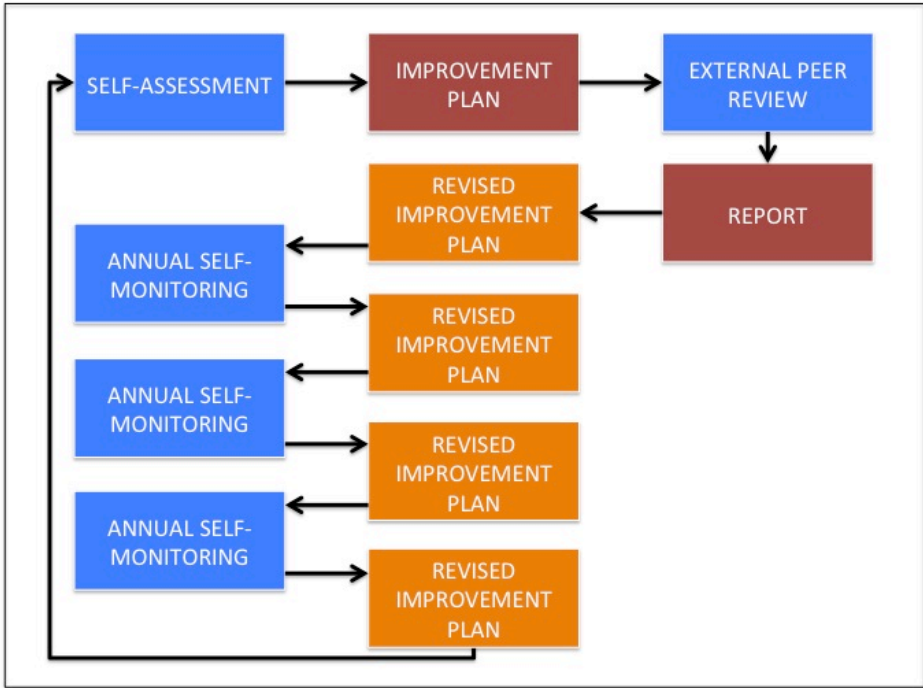 SELF-ASSESSMENT
IMPROVEMENT
PLAN
EXTERNAL PEER
REVIEW
REPORT
REVISED
IMPROVEMENT
PLAN
ANNUAL SELF-
MONITORING
REVISED
IMPROVEMENT
PLAN
ANNUAL SELF-
MONITORING
REVISED
IMPROVEMENT
PLAN
ANNUAL SELF-
MONITORING
REVISED
IMPROVEMENT
PLAN